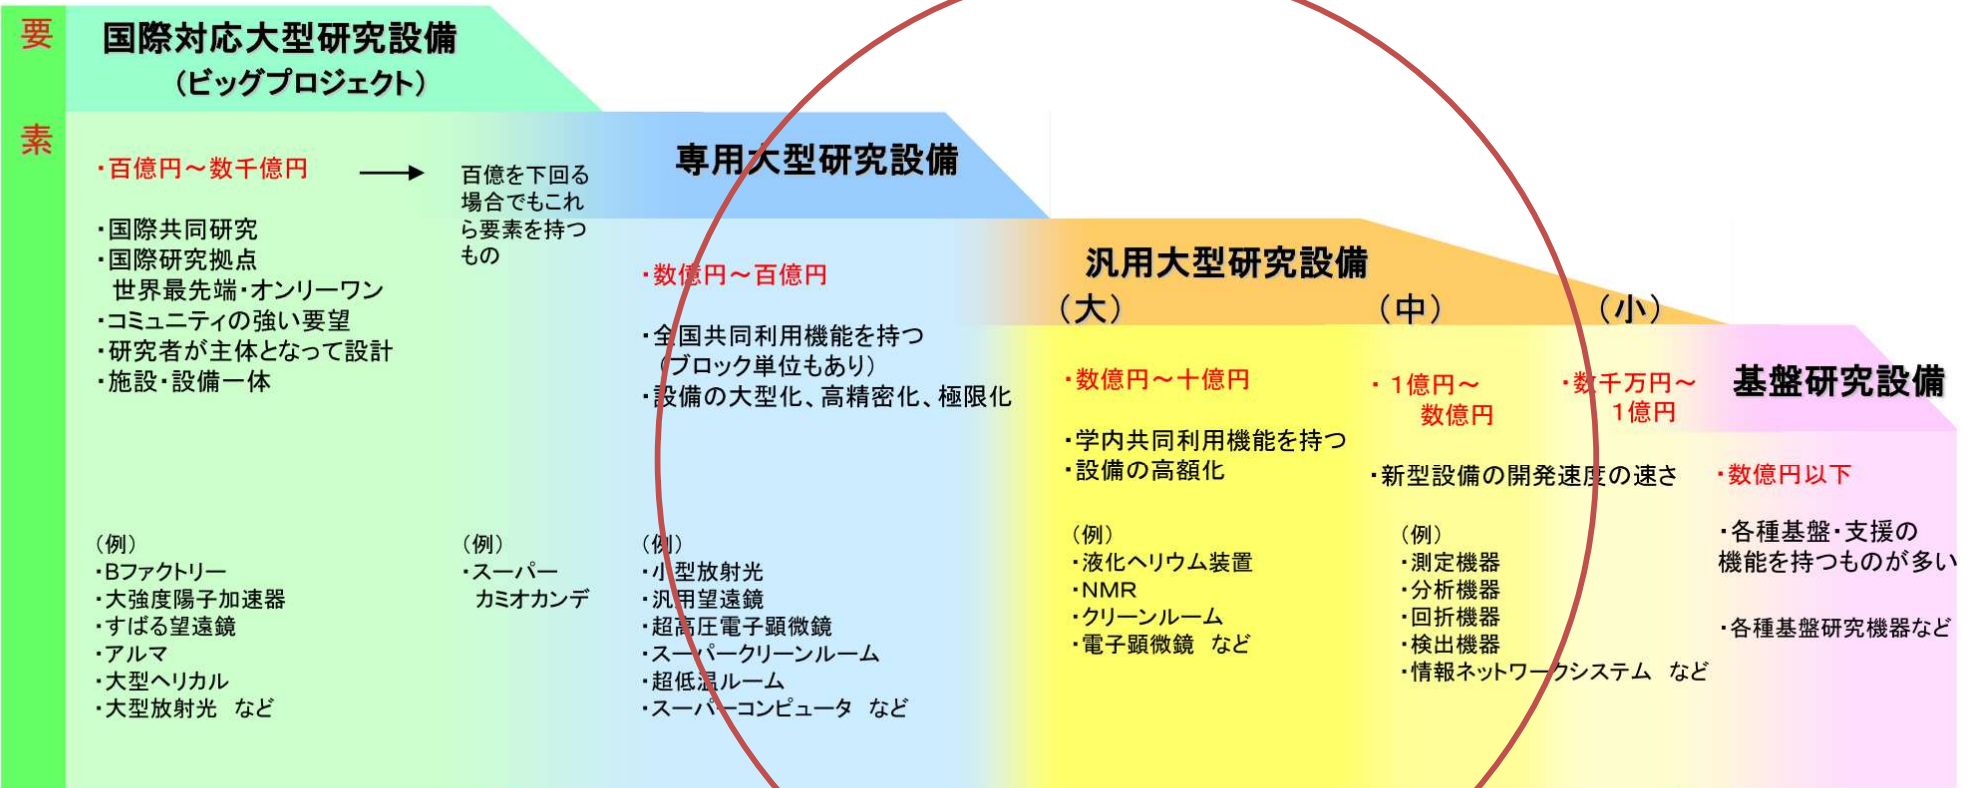 要
素
国際対応大型研究設備
（ビッグプロジェクト）
・百億円～数千億円
・国際共同研究
・国際研究拠点
世界最先端・オンリーワン
・コミュニティの強い要望
・研究者が主体となって設計
・施設・設備一体
（例）
・Bファクトリー
・大強度陽子加速器
・すばる望遠鏡
・アルマ
・大型ヘリカル
・大型放射光　など
百億を下回る
場合でもこれ
ら要素を持つ
もの
（例）
・スーパー
カミオカンデ
専用大型研究設備
・数億円～百億円
・全国共同利用機能を持つ
（ブロック単位もあり）
・設備の大型化、高精密化、極限化
（例）
・小型放射光
・汎用望遠鏡
・超高圧電子顕微鏡
・スーパークリーンルーム
・超低温ルーム
・スーパーコンピュータ　など
汎用大型研究設備
（大）
（中）
（小）
・数億円～十億円
・学内共同利用機能を持つ
・設備の高額化
（例）
・液化ヘリウム装置
・NMR
・クリーンルーム
・電子顕微鏡　など
・1億円～
数億円
・数千万円～
1億円
・新型設備の開発速度の速さ
（例）
・測定機器
・分析機器
・回折機器
・検出機器
・情報ネットワークシステム　など
基盤研究設備
・数億円以下
・各種基盤・支援の
機能を持つものが多い
・各種基盤研究機器など